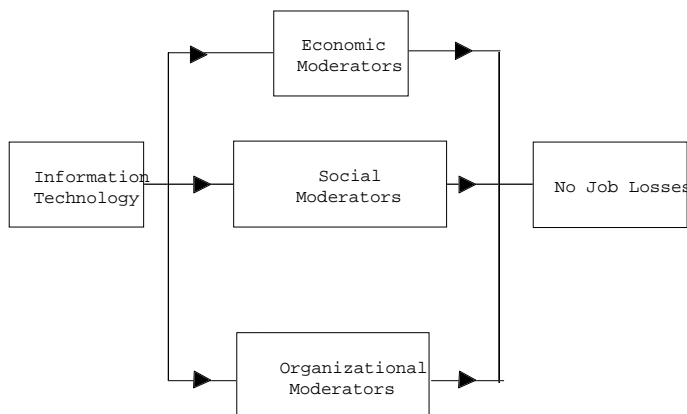 Economic
Moderators
Information
Technology
Social
Moderators
No Job Losses
Organizational
Moderators